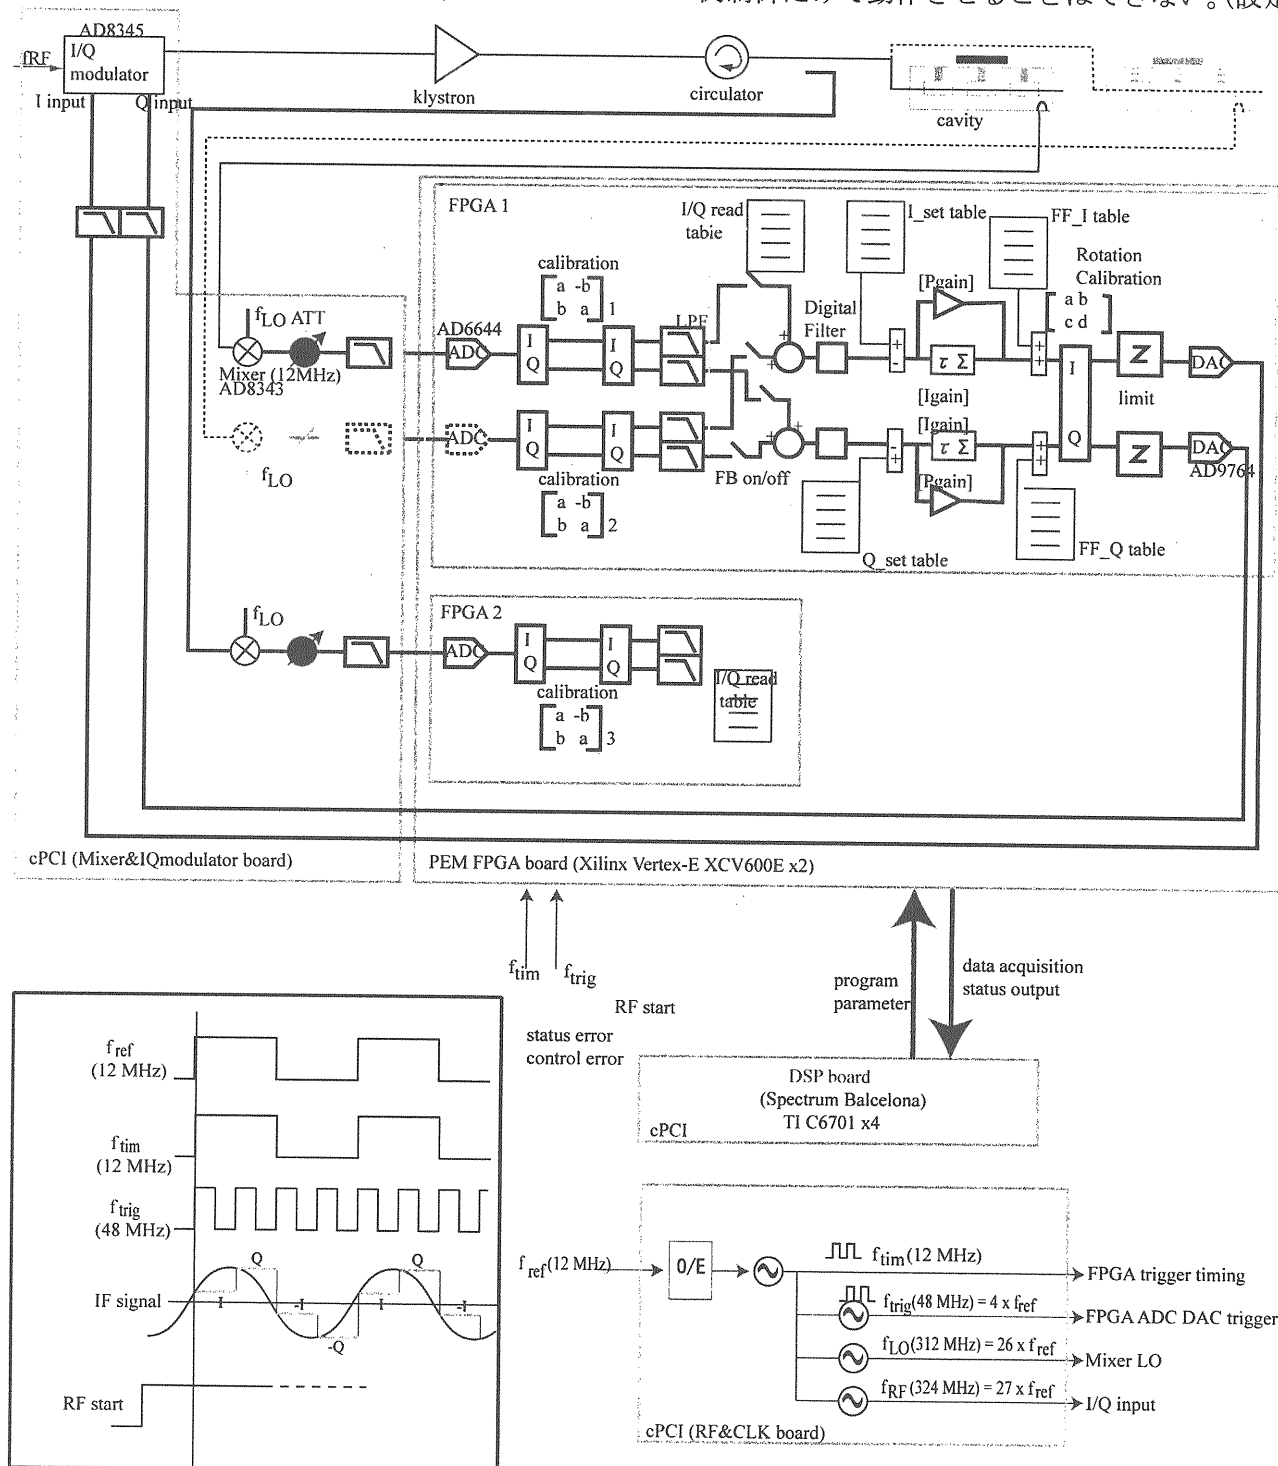 AD8345
fRF
I/Q
modulator
I input
Q input
klystron
circulator
cavity
FPGA 1
I/Q read
table
I_set table
FF_I table
calibration
a -b
b a
1
[Pgain]
Rotation
Calibration
a b
c d
fLO ATT
AD6644
LPF
Digital
Filter
ADC
I
Q
I
Q
+
+
+
-
τ Σ
+
+
I
Q
Z
DAC
Mixer (12MHz)
AD8343
[Igain]
limit
[Igain]
ADC
I
Q
I
Q
+
+
-
+
τ Σ
+
+
Z
DAC
AD9764
fLO
calibration
FB on/off
[Pgain]
a -b
b a
2
Q_set table
FF_Q table
FPGA 2
fLO
ADC
I
Q
I
Q
I/Q read
table
calibration
a -b
b a
3
cPCI (Mixer&IQmodulator board)
PEM FPGA board (Xilinx Vertex-E XCV600E x2)
ftim
ftrig
program
parameter
data acquisition
status output
RF start
status error
control error
DSP board
(Spectrum Balcelona)
TI C6701 x4
cPCI
fref
(12 MHz)
ftim
(12 MHz)
ftrig
(48 MHz)
Q
Q
IF signal
I
-I
I
-I
-Q
RF start
fref (12 MHz)
O/E
ftim (12 MHz)
FPGA trigger timing
ftrig (48 MHz) = 4 x fref
FPGA ADC DAC trigger
fLO (312 MHz) = 26 x fref
Mixer LO
fRF (324 MHz) = 27 x fref
I/Q input
cPCI (RF&CLK board)